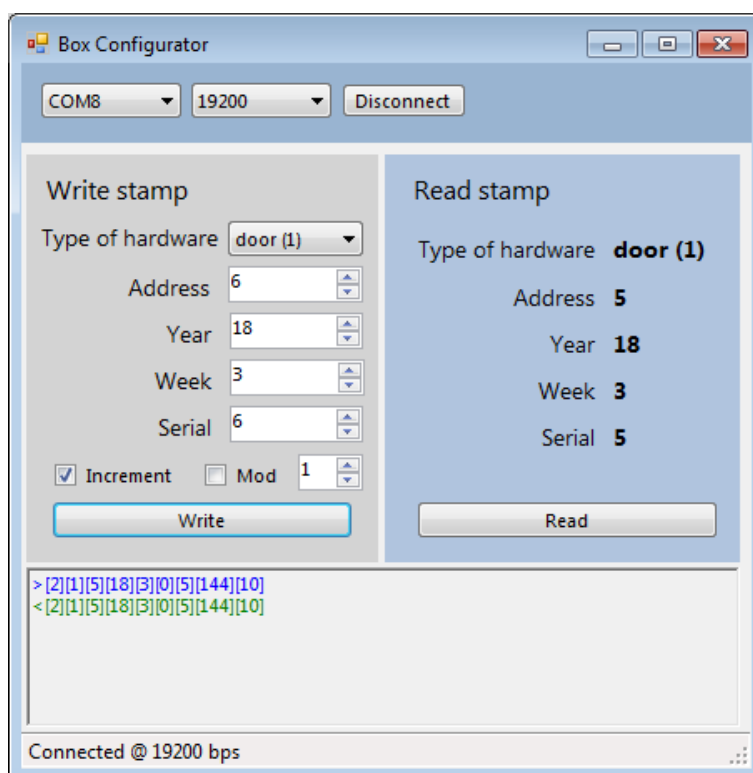 Box Configurator
COM8 19200 Disconnect
Write stamp
Type of hardware door (1)
Address 6
Year 18
Week 3
Serial 6
Increment Mod 1
Write
Read stamp
Type of hardware door (1)
Address 5
Year 18
Week 3
Serial 5
Read
>[2][1][5][18][3][0][5][144][10]
<[2][1][5][18][3][0][5][144][10]
Connected @ 19200 bps